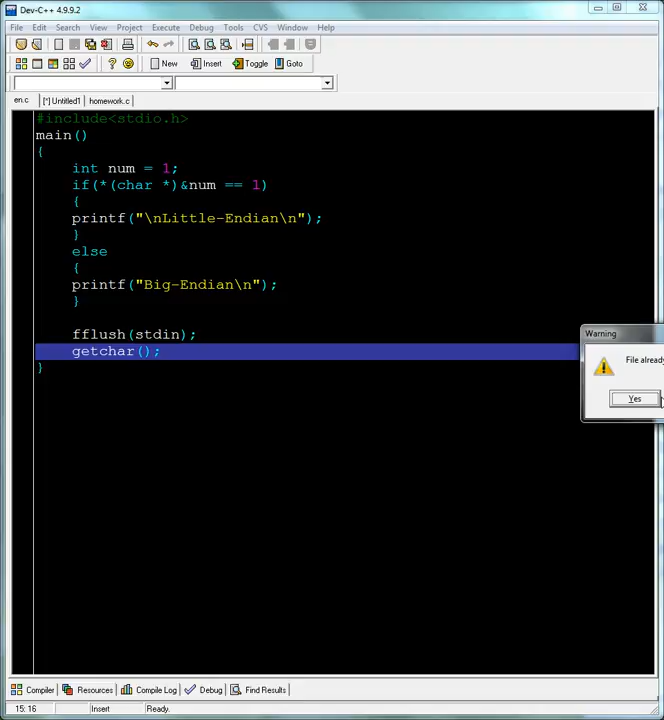 Dev-C++ 4.9.9.2
File Edit Search View Project Execute Debug Tools CVS Window Help
New Insert Toggle Goto
en.c [*] Untitled1 homework.c
#include<stdio.h>
main()
{
int num = 1;
if(*(char *)&num == 1)
{
printf("\nLittle-Endian\n");
}
else
{
printf("Big-Endian\n");
}
fflush(stdin);
getchar();
}
Warning
File already
Yes
Compiler Resources Compile Log Debug Find Results
15: 16 Insert Ready.